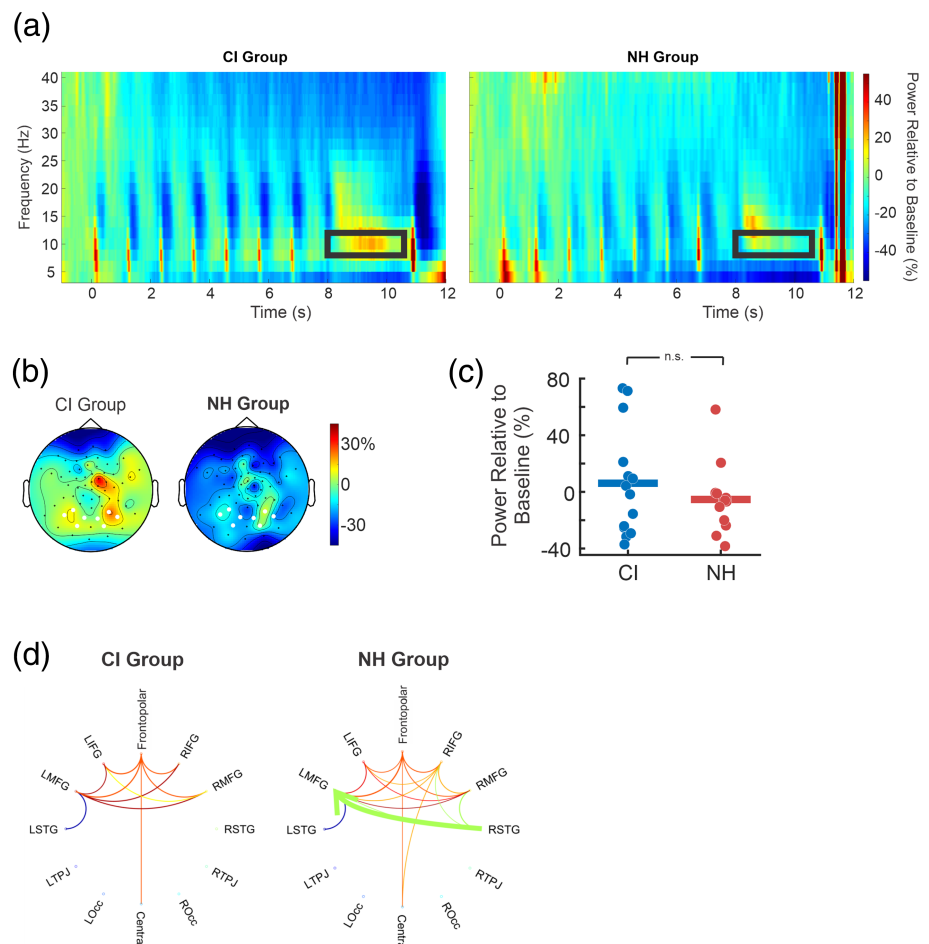 (a)
CI Group
NH Group
Frequency (Hz)
40
35
30
25
20
15
10
5
0
2
4
6
8
10
12
Time (s)
0
2
4
6
8
10
12
Time (s)
40
20
0
-20
-40
Power Relative to
Baseline (%)
(b)
CI Group
NH Group
30%
0
-30
(c)
n.s.
Power Relative to
Baseline (%)
80
40
0
-40
CI
NH
(d)
CI Group
NH Group
Frontopolar
LIFG
RIFG
LMFG
RMFG
LSTG
RSTG
LTPJ
RTPJ
LOcc
ROcc
Centra
Frontopolar
LIFG
RIFG
LMFG
RMFG
LSTG
RSTG
LTPJ
RTPJ
LOcc
ROcc
Centra